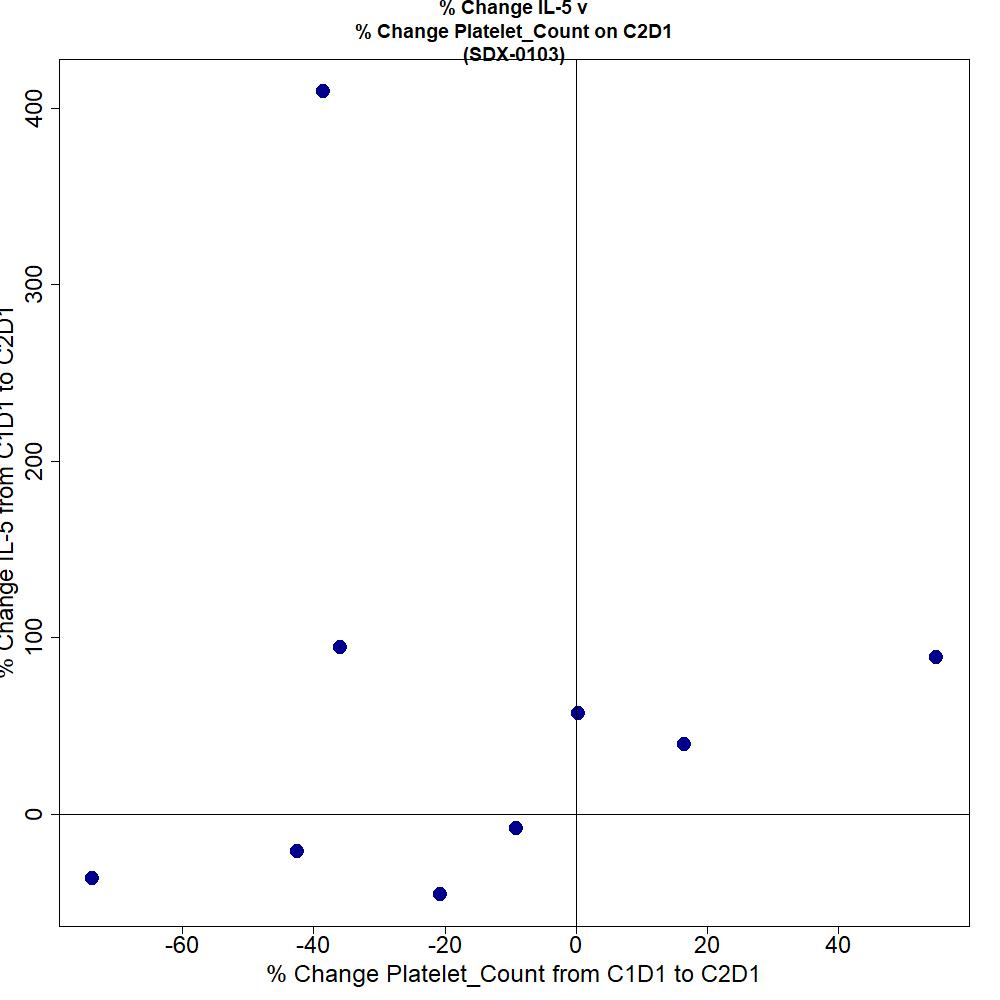 % Change IL-5 v
% Change Platelet_Count on C2D1
(SDX-0103)
% Change IL-5 from C1D1 to C2D1
400
300
200
100
0
-60
-40
-20
0
20
40
% Change Platelet_Count from C1D1 to C2D1